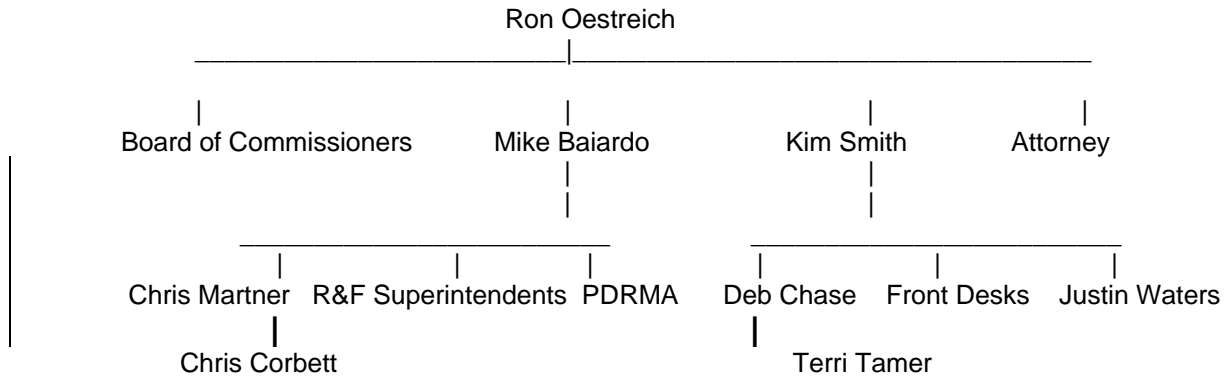 Ron Oestreich
Board of Commissioners Mike Baiardo Kim Smith Attorney
Chris Martner R&F Superintendents PDRMA Deb Chase Front Desks Justin Waters
Chris Corbett Terri Tamer